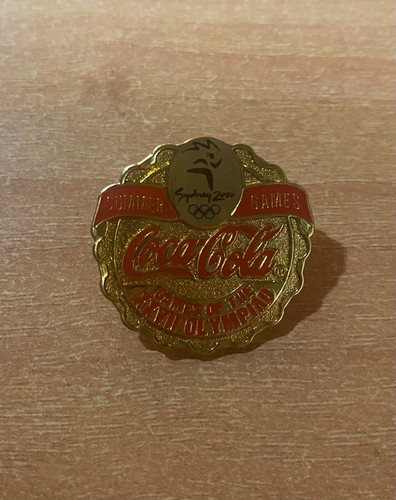 Sydney 2000
SUMMER GAMES
Coca-Cola
GAMES OF THE
XXVII OLYMPIAD